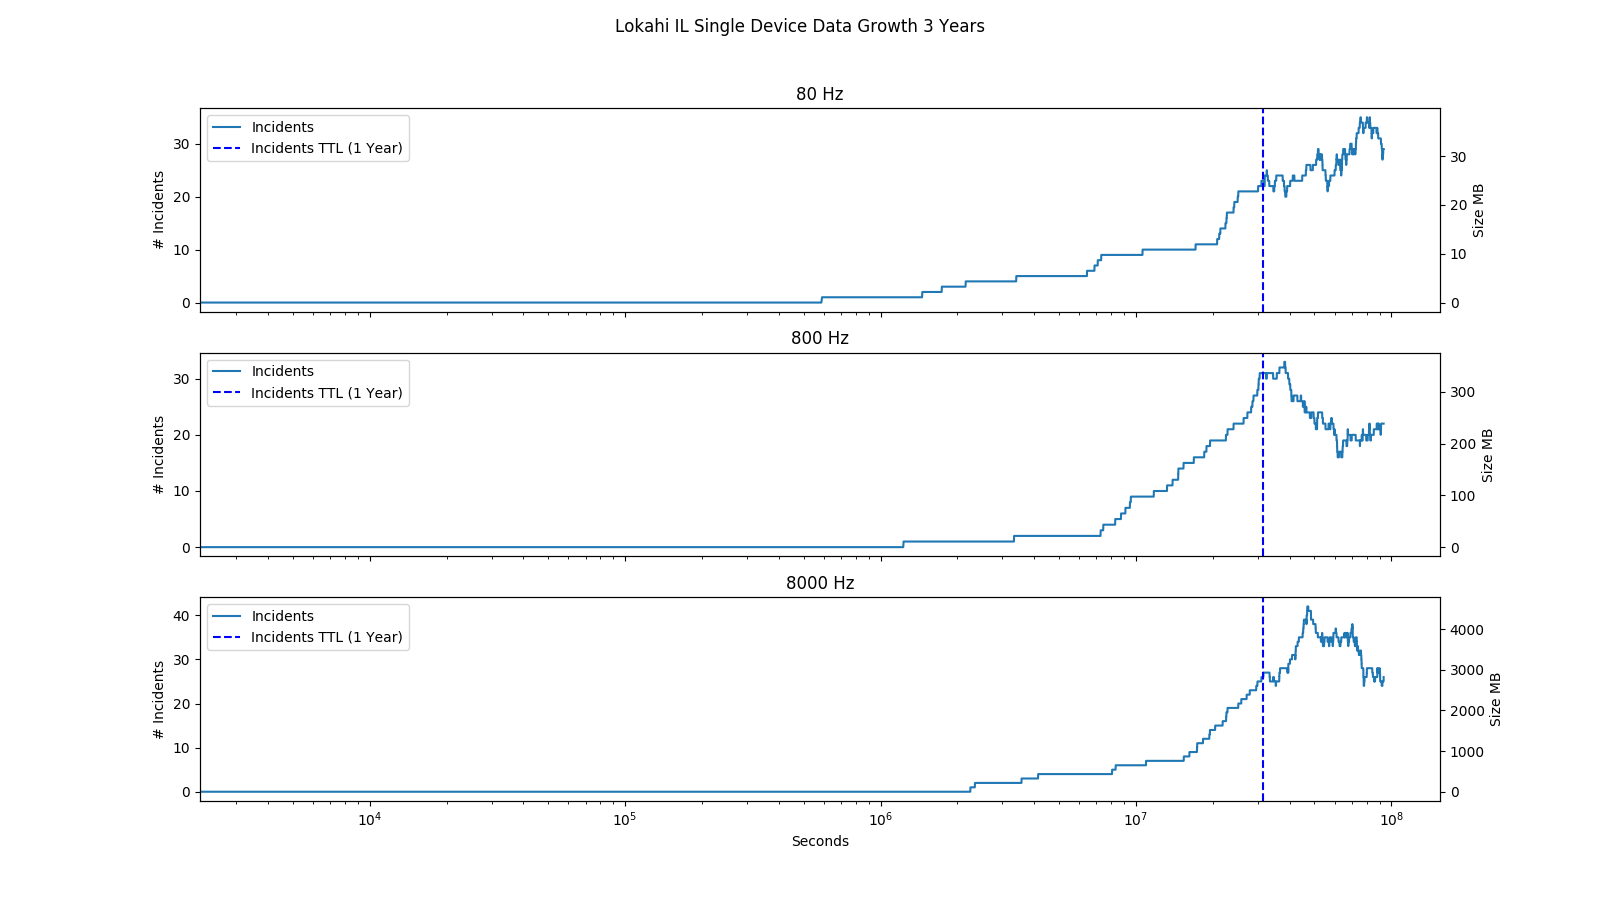 Lokahi IL Single Device Data Growth 3 Years
80 Hz
Incidents
Incidents TTL (1 Year)
# Incidents
30
20
10
0
Size MB
30
20
10
0
800 Hz
Incidents
Incidents TTL (1 Year)
# Incidents
30
20
10
0
Size MB
300
200
100
0
8000 Hz
Incidents
Incidents TTL (1 Year)
# Incidents
40
30
20
10
0
Size MB
4000
3000
2000
1000
0
10⁴ 10⁵ 10⁶ 10⁷ 10⁸
Seconds